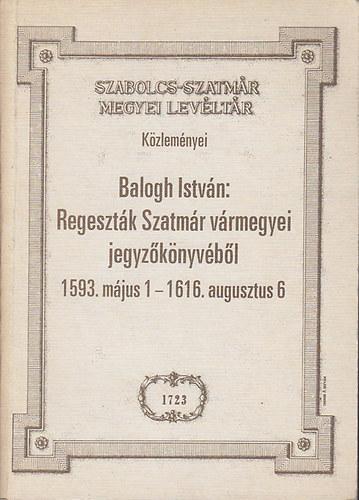 SZABOLCS-SZATMÁR
MEGYEI LEVÉLTÁR
Közleményei
Balogh István:
Regeszták Szatmár vármegyei
jegyzőkönyvéből
1593. május 1 – 1616. augusztus 6
1723